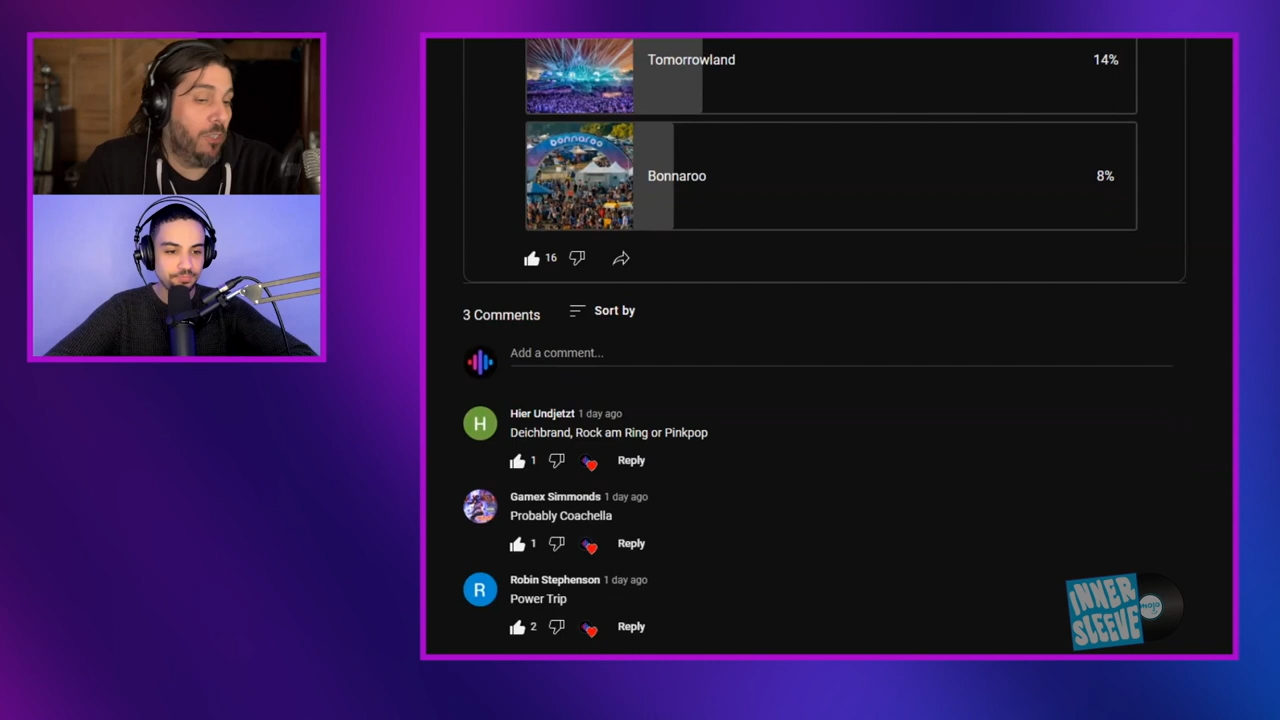 Tomorrowland 14%
bonnaroo
Bonnaroo 8%
16
3 Comments Sort by
Add a comment...
H
Hier Undjetzt 1 day ago
Deichbrand, Rock am Ring or Pinkpop
1 Reply
Gamex Simmonds 1 day ago
Probably Coachella
1 Reply
R
Robin Stephenson 1 day ago
Power Trip
2 Reply
INNER
SLEEVE
MOJO